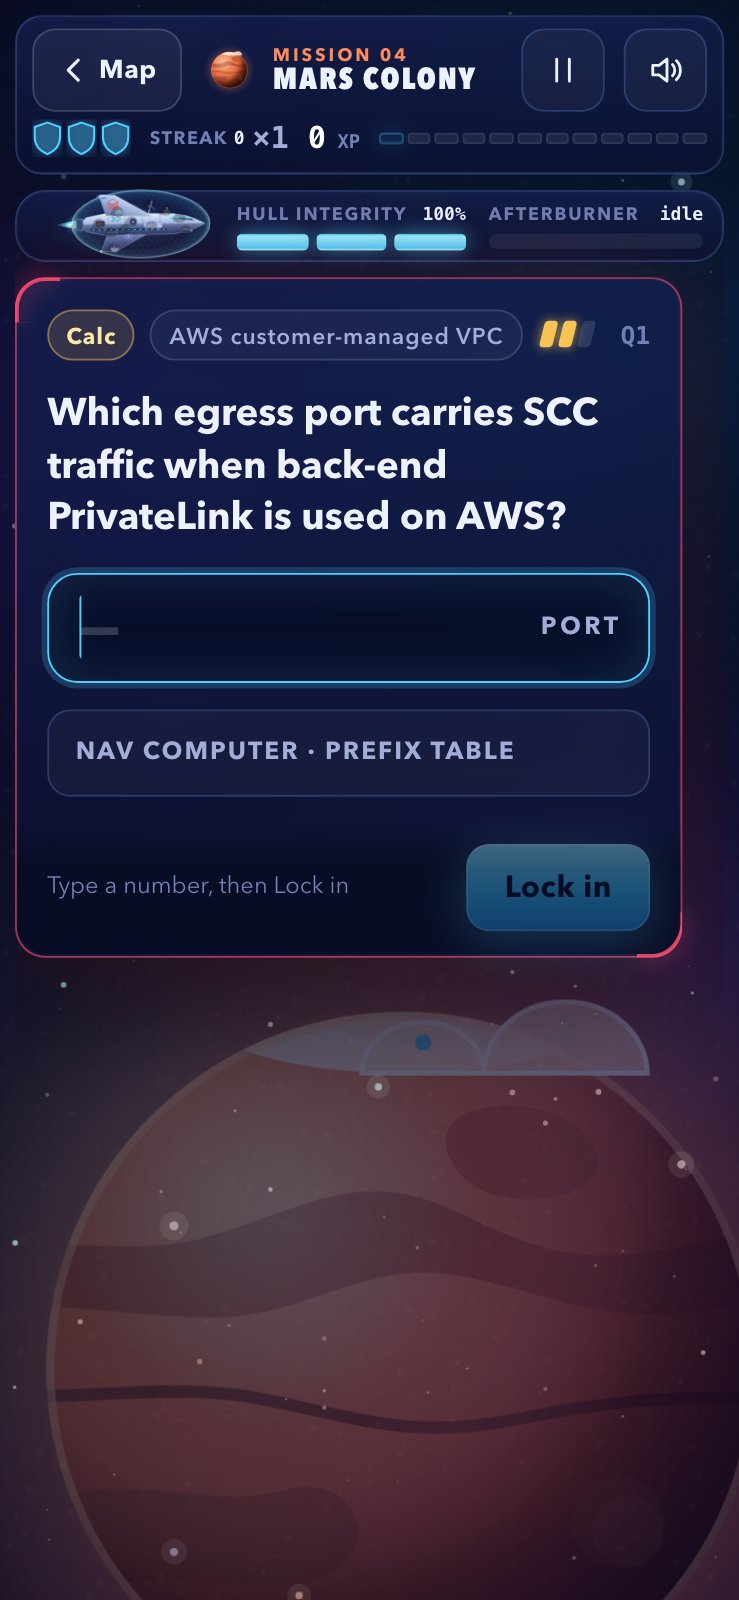 Map
MISSION 04
MARS COLONY
STREAK 0 ×1 0 XP
HULL INTEGRITY 100% AFTERBURNER idle
Calc AWS customer-managed VPC Q1
Which egress port carries SCC
traffic when back-end
PrivateLink is used on AWS?
PORT
NAV COMPUTER · PREFIX TABLE
Type a number, then Lock in
Lock in